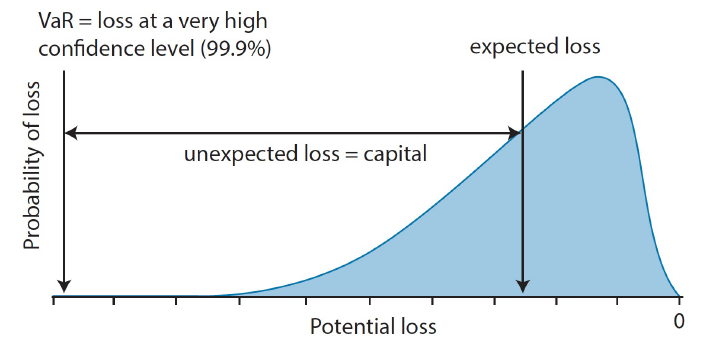 VaR = loss at a very high
confidence level (99.9%)
expected loss
unexpected loss = capital
Probability of loss
Potential loss
0